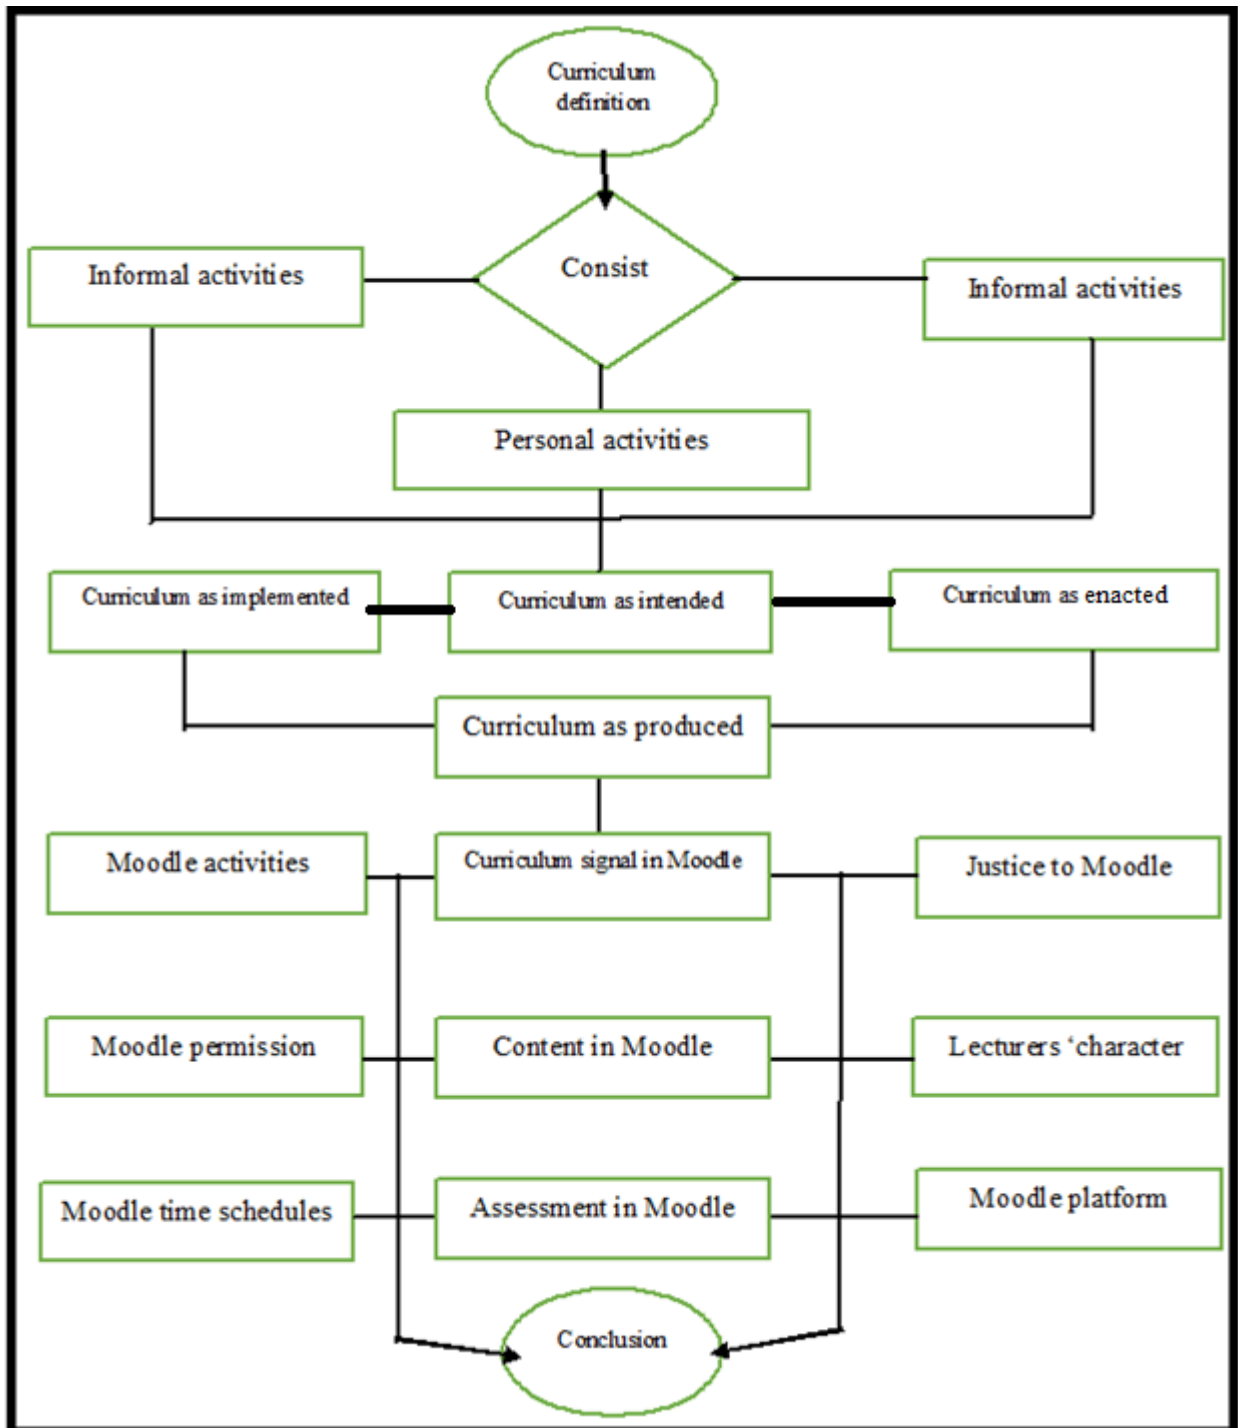 Curriculum
definition
Consist
Informal activities
Informal activities
Personal activities
Curriculum as implemented
Curriculum as intended
Curriculum as enacted
Curriculum as produced
Moodle activities
Curriculum signal in Moodle
Justice to Moodle
Moodle permission
Content in Moodle
Lecturers ‘character
Moodle time schedules
Assessment in Moodle
Moodle platform
Conclusion